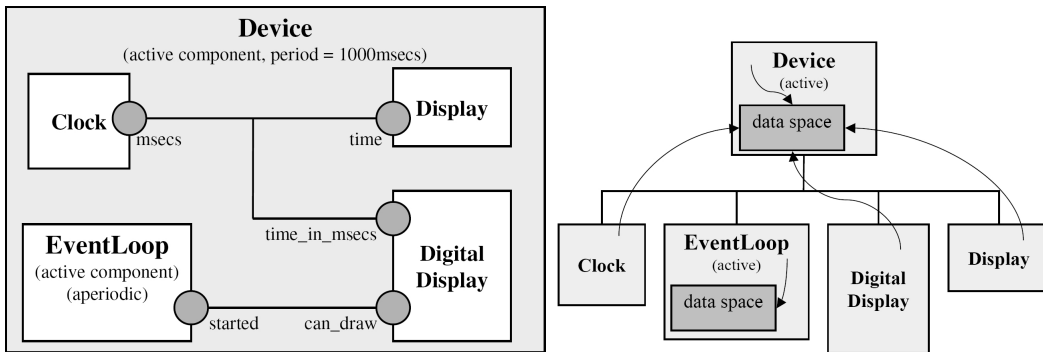 Device
(active component, period = 1000msecs)
Clock
msecs
time
Display
time_in_msecs
Digital
Display
EventLoop
(active component)
(aperiodic)
started
can_draw
Device
(active)
data space
Clock
EventLoop
(active)
data space
Digital
Display
Display